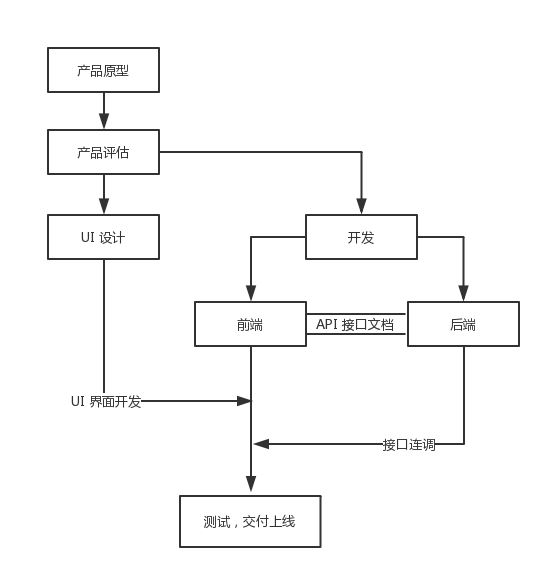 产品原型
产品评估
UI 设计
开发
前端
API 接口文档
后端
UI 界面开发
接口连调
测试，交付上线